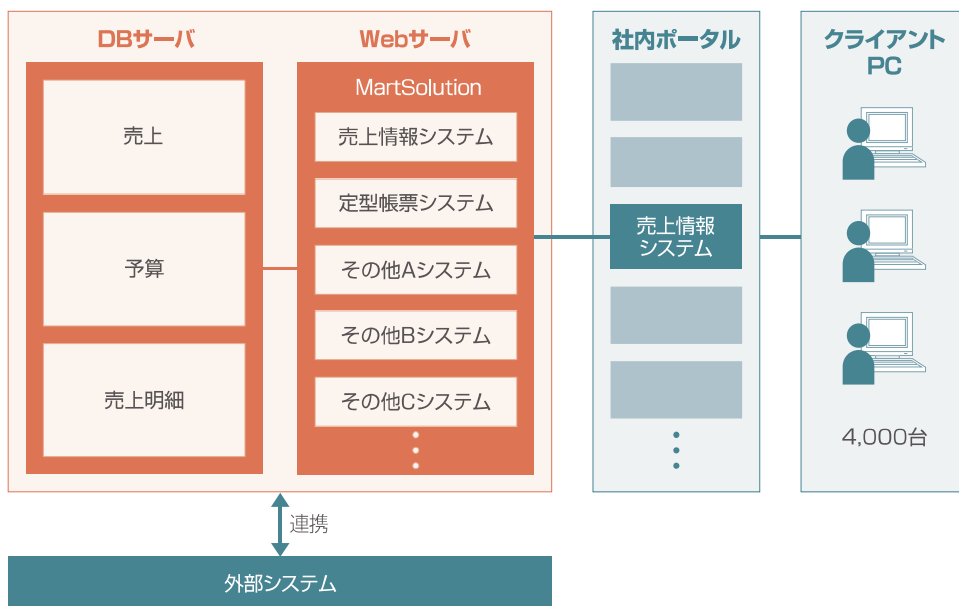 DBサーバ
売上
予算
売上明細
Webサーバ
MartSolution
売上情報システム
定型帳票システム
その他Aシステム
その他Bシステム
その他Cシステム
社内ポータル
売上情報
システム
クライアント
PC
4,000台
連携
外部システム